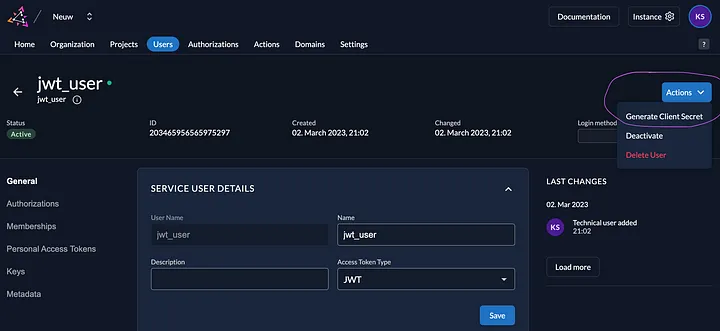 / Neuw
Documentation
Instance
KS
Home Organization Projects Users Authorizations Actions Domains Settings
?
jwt_user
jwt_user
Actions
Generate Client Secret
Deactivate
Delete User
Status
Active
ID
203465956565975297
Created
02. March 2023, 21:02
Changed
02. March 2023, 21:02
Login method
General
Authorizations
Memberships
Personal Access Tokens
Keys
Metadata
SERVICE USER DETAILS
User Name
jwt_user
Name
jwt_user
Description
Access Token Type
JWT
Save
LAST CHANGES
02. Mar 2023
KS
Technical user added
21:02
Load more